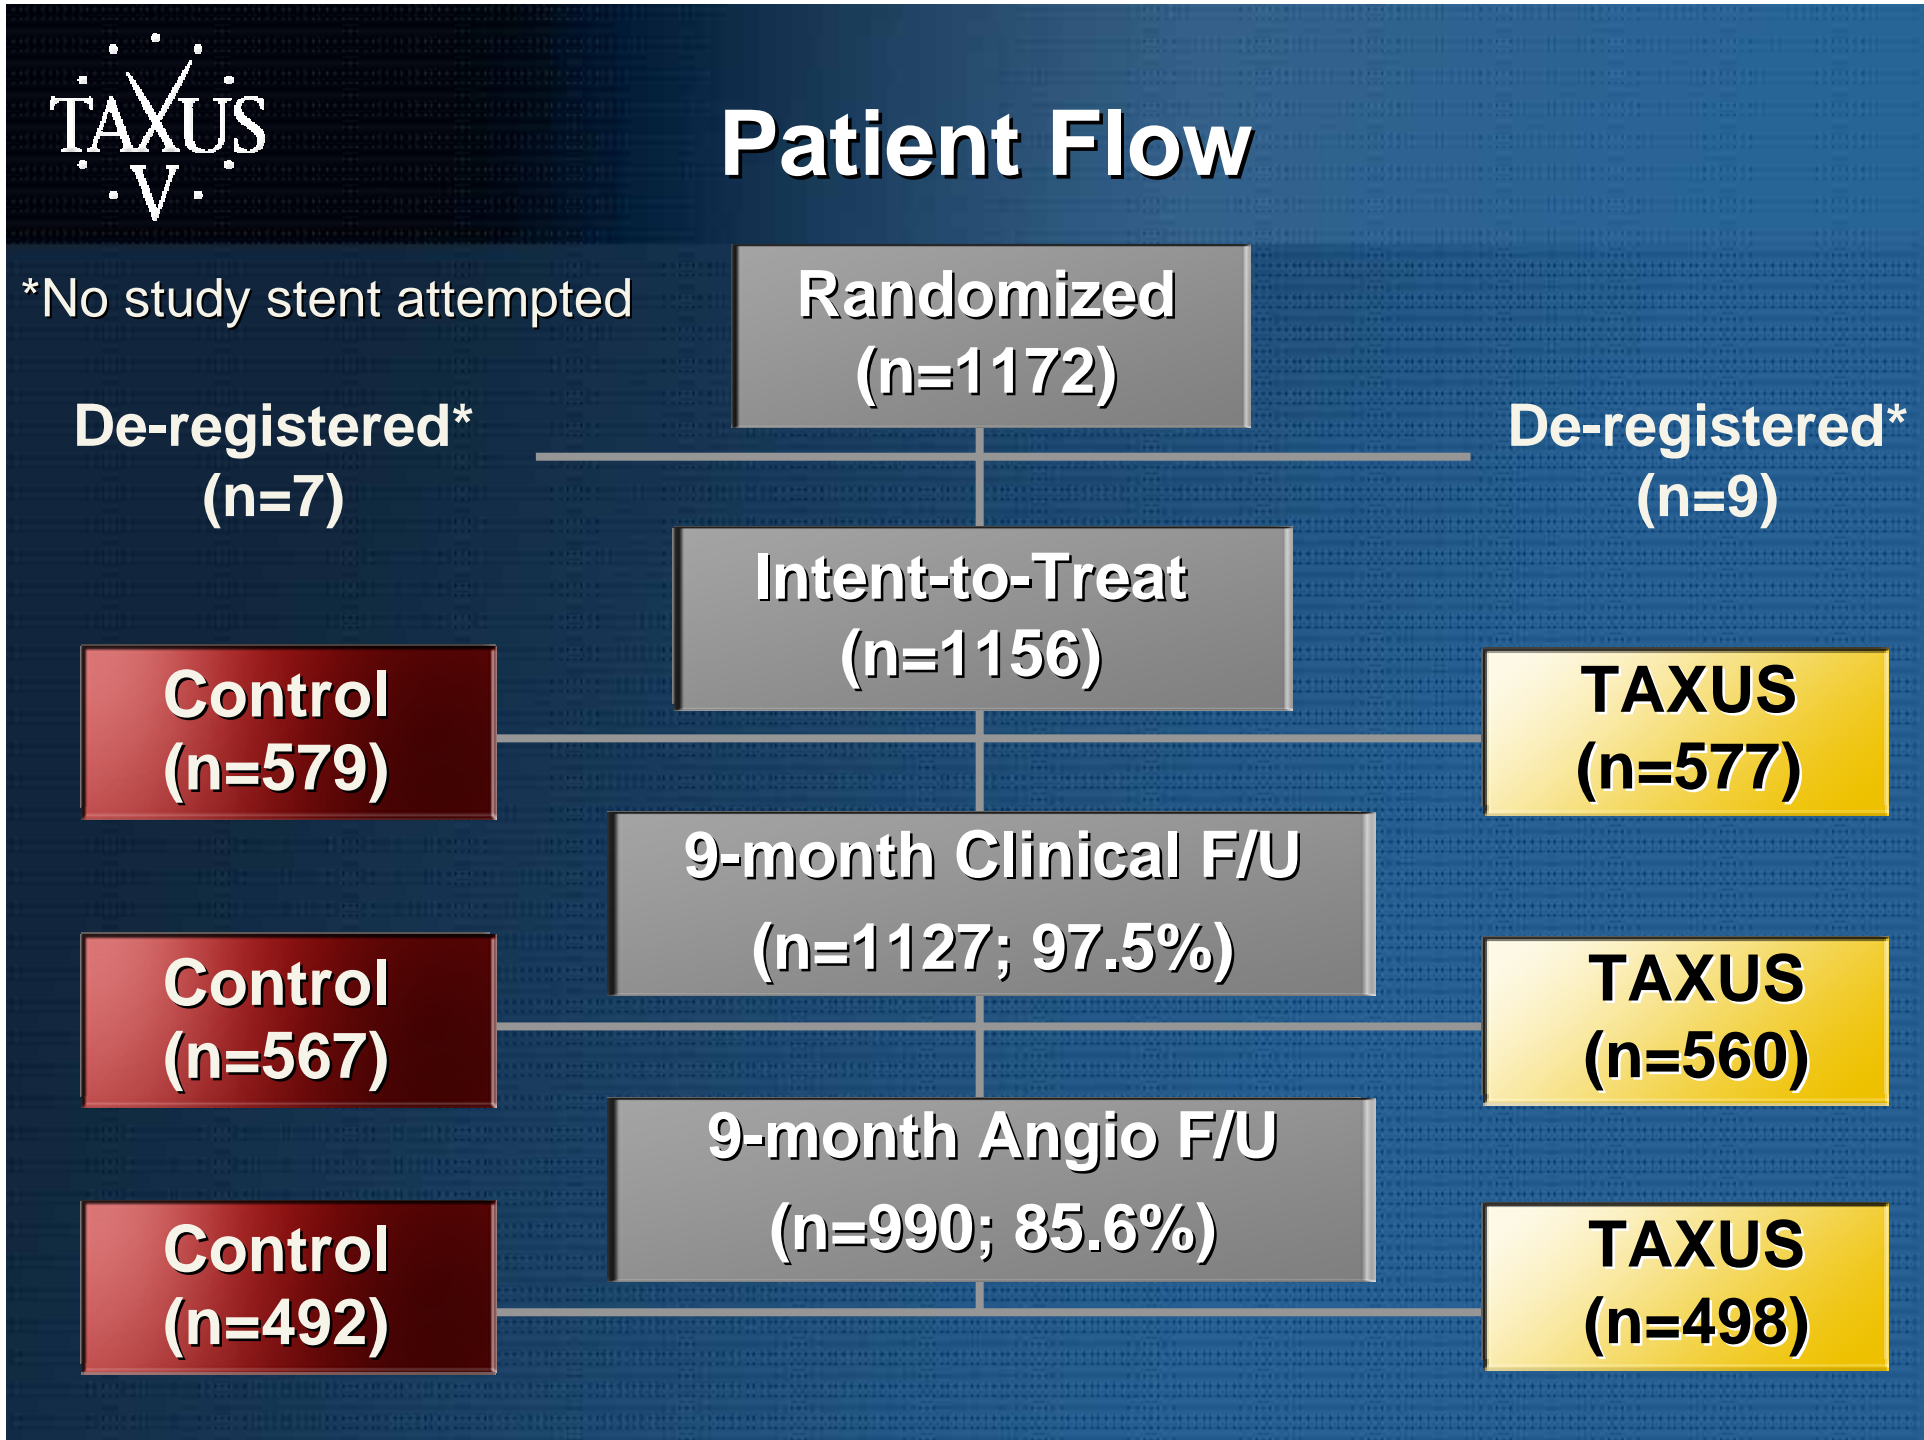 TAXUS
V
Patient Flow
*No study stent attempted
Randomized
(n=1172)
De-registered*
(n=7)
De-registered*
(n=9)
Intent-to-Treat
(n=1156)
Control
(n=579)
TAXUS
(n=577)
9-month Clinical F/U
(n=1127; 97.5%)
Control
(n=567)
TAXUS
(n=560)
9-month Angio F/U
(n=990; 85.6%)
Control
(n=492)
TAXUS
(n=498)